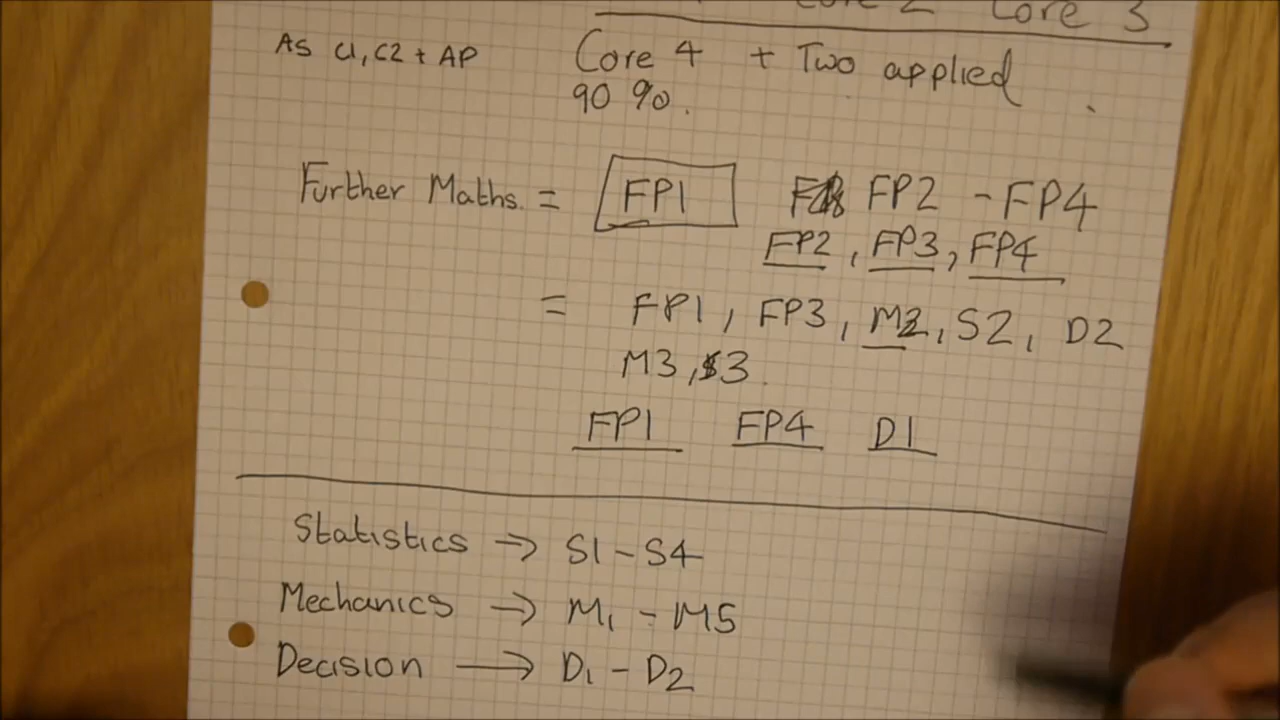 Core 2 Core 3
As C1, C2 + AP Core 4 + Two applied
90 %.
Further Maths = FP1 FP2 - FP4
FP2, FP3, FP4
= FP1, FP3, M2, S2, D2
M3, S3.
FP1 FP4 D1
Statistics → S1 - S4
Mechanics → M1 - M5
Decision → D1 - D2